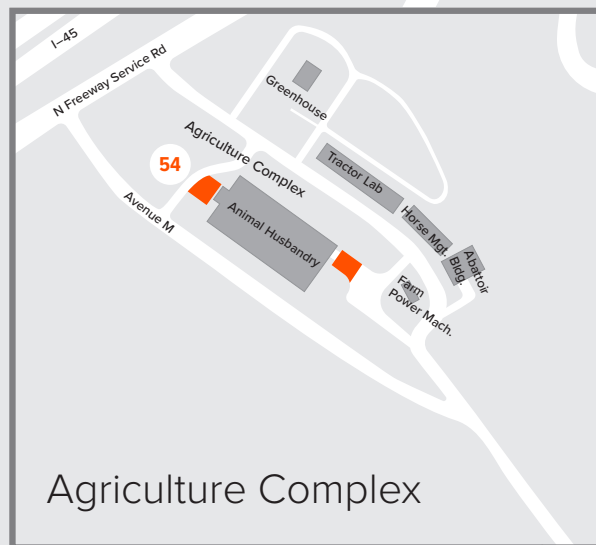 I–45
N Freeway Service Rd
Greenhouse
Agriculture Complex
54
Tractor Lab
Avenue M
Animal Husbandry
Horse Mgt.
Abattoir
Bldg.
Farm
Power Mach.
Agriculture Complex